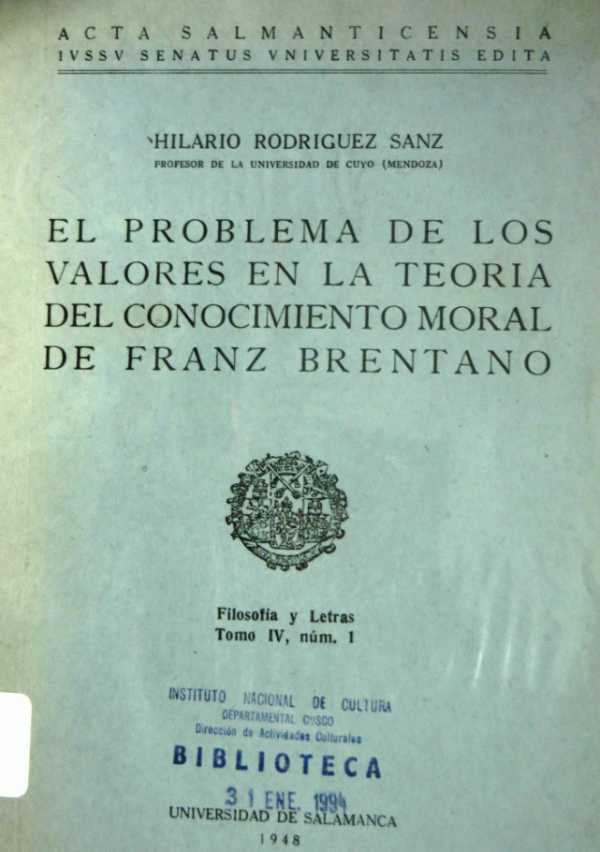 ACTA SALMANTICENSIA
IVSSV SENATUS VNIVERSITATIS EDITA
HILARIO RODRIGUEZ SANZ
PROFESOR DE LA UNIVERSIDAD DE CUYO (MENDOZA)
EL PROBLEMA DE LOS
VALORES EN LA TEORIA
DEL CONOCIMIENTO MORAL
DE FRANZ BRENTANO
Filosofía y Letras
Tomo IV, núm. 1
INSTITUTO NACIONAL DE CULTURA
DEPARTAMENTAL CUSCO
Dirección de Actividades Culturales
BIBLIOTECA
31 ENE. 1994
UNIVERSIDAD DE SALAMANCA
1948